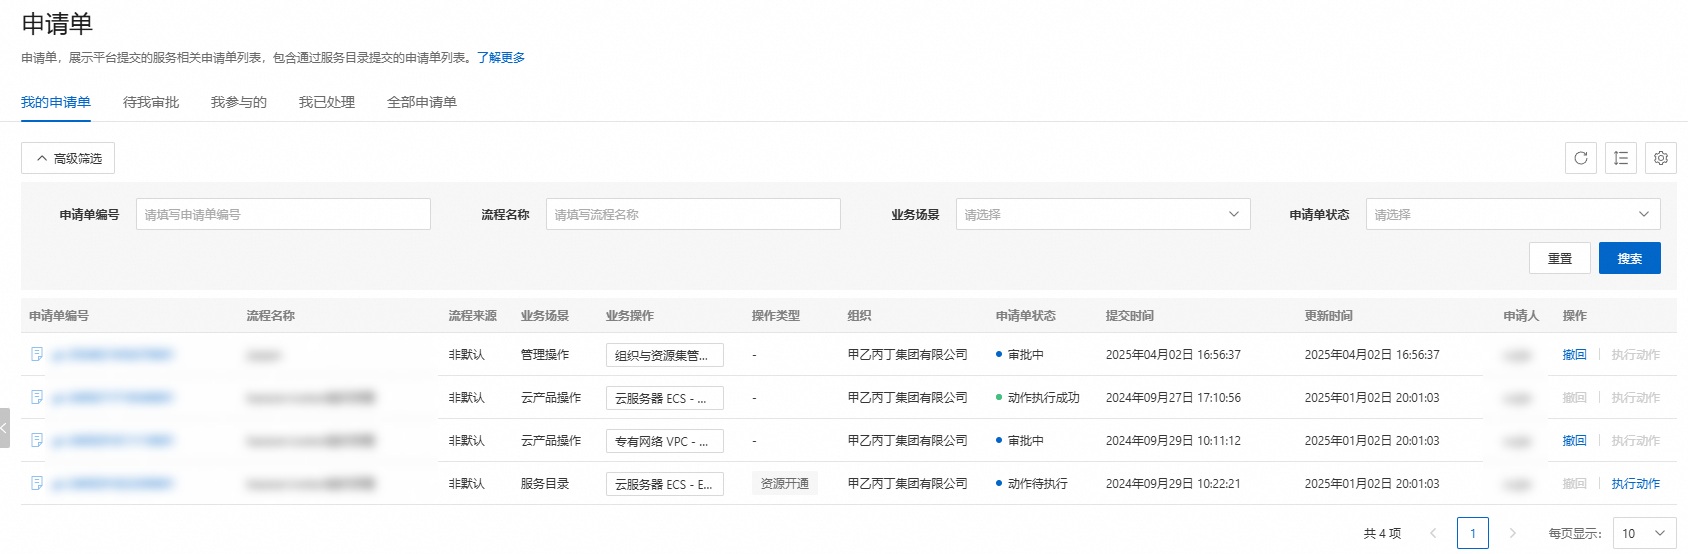 申请单
申请单，展示平台提交的服务相关申请单列表，包含通过服务目录提交的申请单列表。了解更多
我的申请单 待我审批 我参与的 我已处理 全部申请单
高级筛选
申请单编号 请填写申请单编号 流程名称 请填写流程名称 业务场景 请选择 申请单状态 请选择
重置 搜索
申请单编号 流程名称 流程来源 业务场景 业务操作 操作类型 组织 申请单状态 提交时间 更新时间 申请人 操作
非默认 管理操作 组织与资源集管... - 甲乙丙丁集团有限公司 审批中 2025年04月02日 16:56:37 2025年04月02日 16:56:37 撤回 执行动作
非默认 云产品操作 云服务器 ECS - ... - 甲乙丙丁集团有限公司 动作执行成功 2024年09月27日 17:10:56 2025年01月02日 20:01:03 撤回 执行动作
非默认 云产品操作 专有网络 VPC - ... - 甲乙丙丁集团有限公司 审批中 2024年09月29日 10:11:12 2025年01月02日 20:01:03 撤回 执行动作
非默认 服务目录 云服务器 ECS - E... 资源开通 甲乙丙丁集团有限公司 动作待执行 2024年09月29日 10:22:21 2025年01月02日 20:01:03 撤回 执行动作
共 4 项 1 每页显示： 10